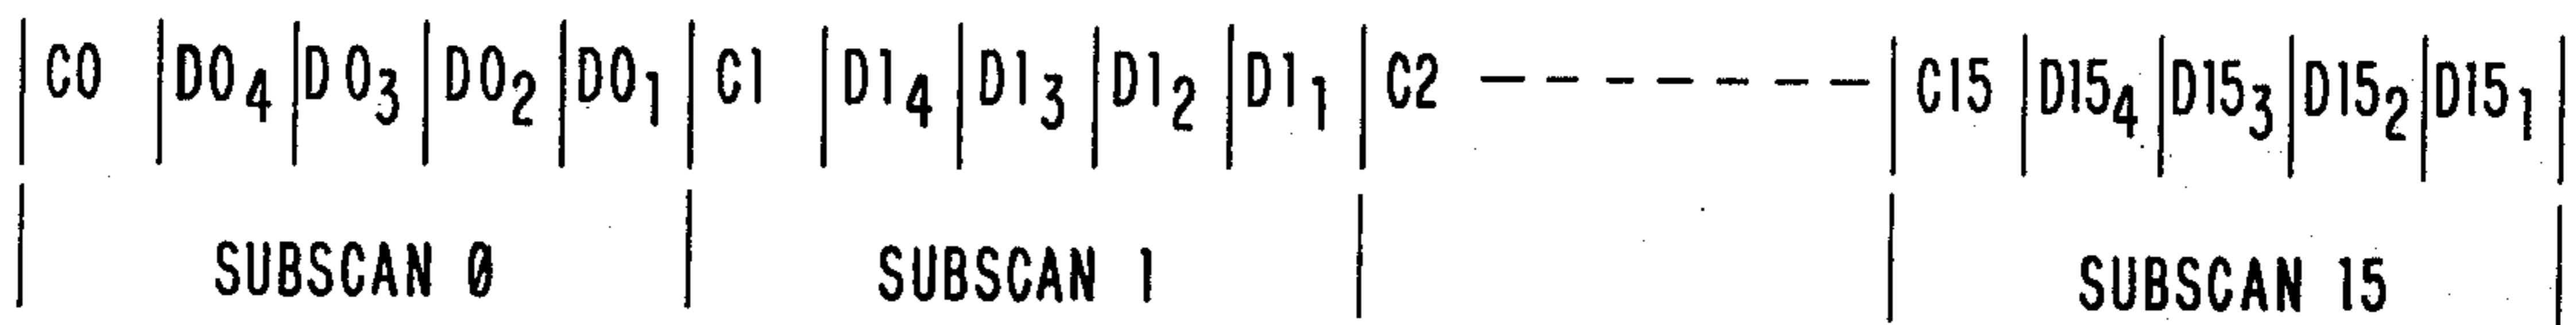 C0 D0₄ D0₃ D0₂ D0₁ C1 D1₄ D1₃ D1₂ D1₁ C2 ------- C15 D15₄ D15₃ D15₂ D15₁
SUBSCAN 0 SUBSCAN 1 SUBSCAN 15